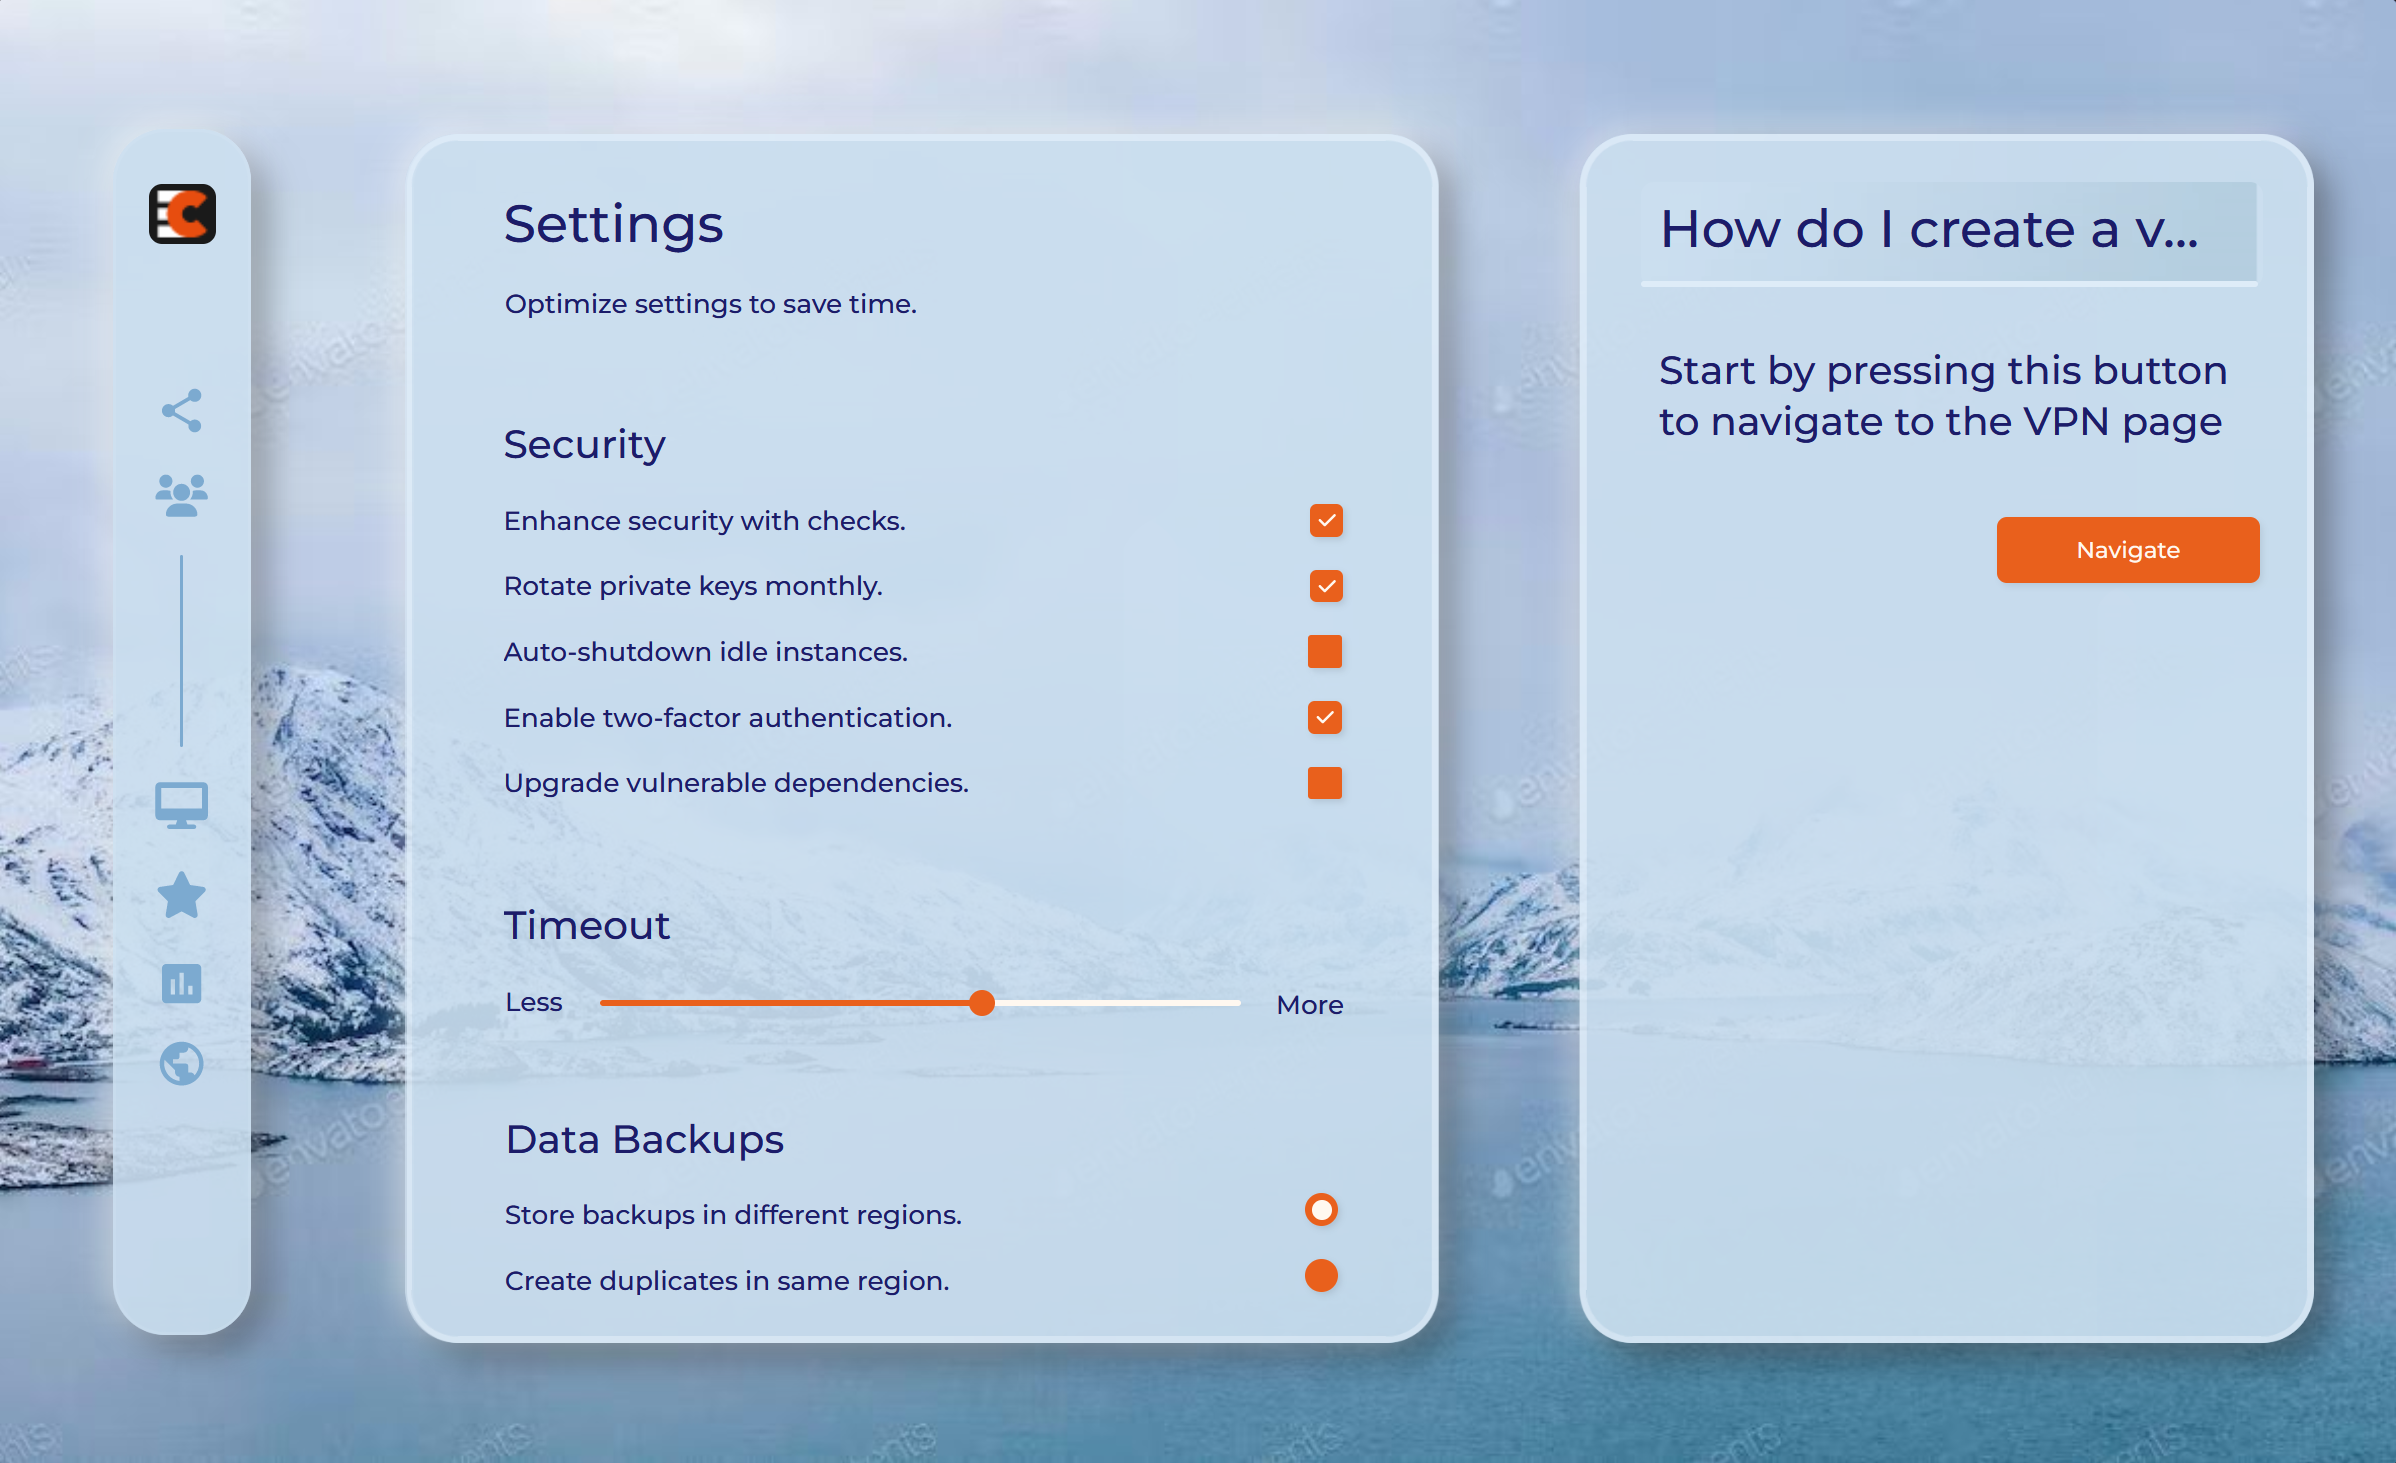 Settings
Optimize settings to save time.
Security
Enhance security with checks.
Rotate private keys monthly.
Auto-shutdown idle instances.
Enable two-factor authentication.
Upgrade vulnerable dependencies.
Timeout
Less
More
Data Backups
Store backups in different regions.
Create duplicates in same region.
How do I create a v...
Start by pressing this button
to navigate to the VPN page
Navigate
envato